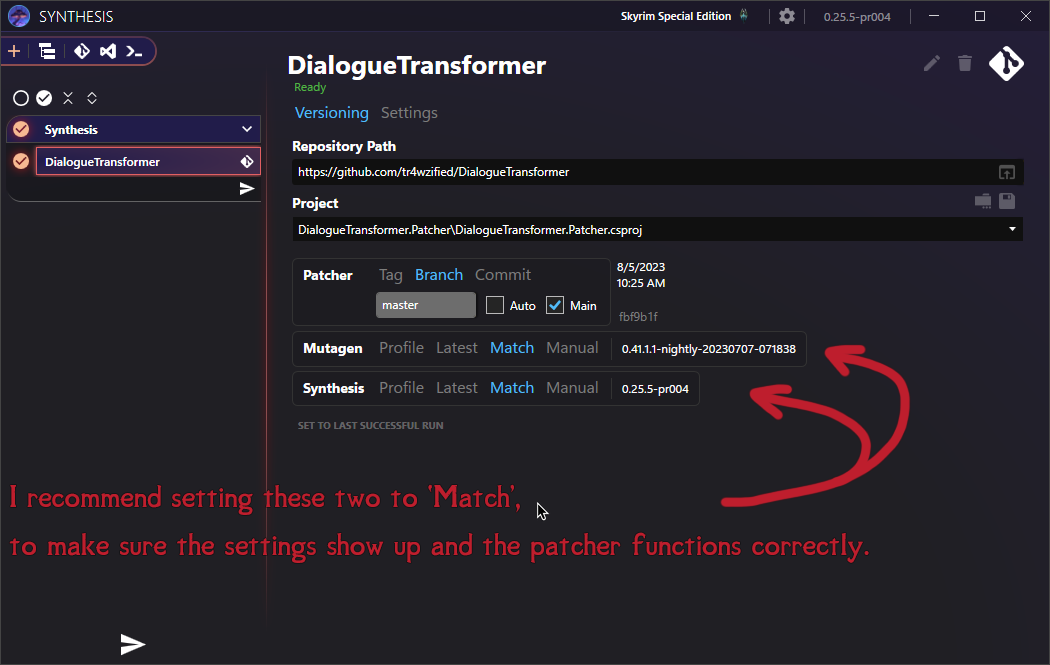 SYNTHESIS
Skyrim Special Edition
0.25.5-pr004
DialogueTransformer
Ready
Versioning Settings
Synthesis
DialogueTransformer
Repository Path
https://github.com/tr4wzified/DialogueTransformer
Project
DialogueTransformer.Patcher\DialogueTransformer.Patcher.csproj
Patcher Tag Branch Commit
8/5/2023
10:25 AM
master Auto Main
fbf9b1f
Mutagen Profile Latest Match Manual 0.41.1.1-nightly-20230707-071838
Synthesis Profile Latest Match Manual 0.25.5-pr004
SET TO LAST SUCCESSFUL RUN
I recommend setting these two to 'Match',
to make sure the settings show up and the patcher functions correctly.